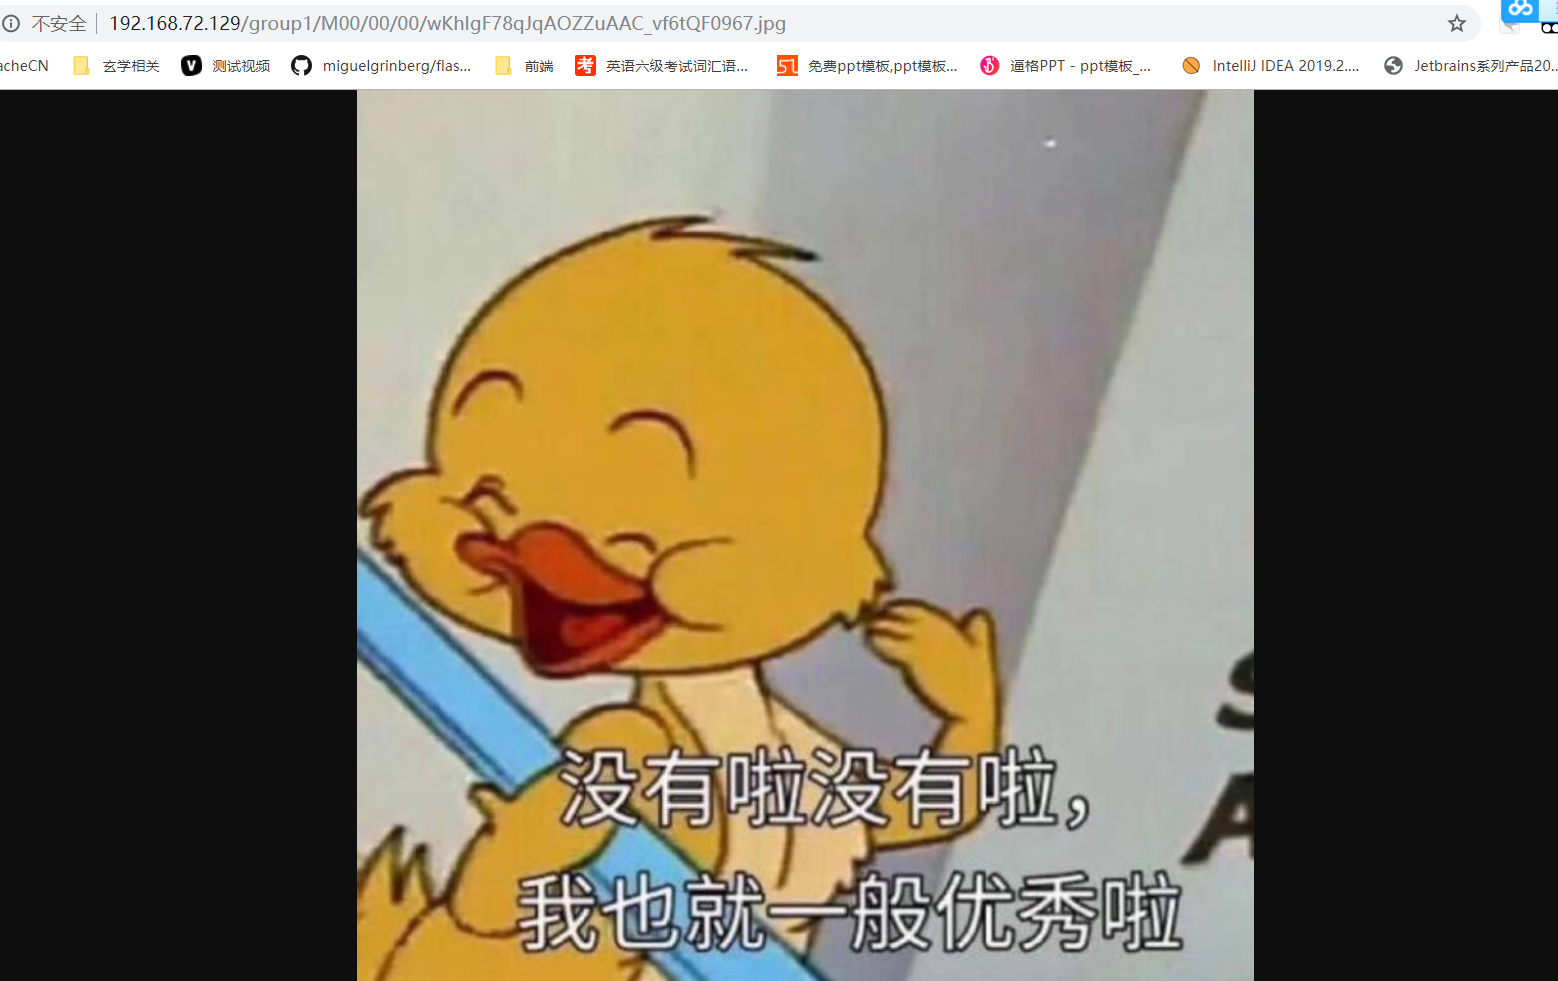 不安全 192.168.72.129/group1/M00/00/00/wKhIgF78qJqAOZZuAAC_vf6tQF0967.jpg
acheCN 玄学相关 测试视频 miguelgrinberg/flas... 前端 英语六级考试词汇语... 免费ppt模板,ppt模板... 逼格PPT - ppt模板_... IntelliJ IDEA 2019.2.... Jetbrains系列产品20...
S
A
没有啦没有啦,
我也就一般优秀啦